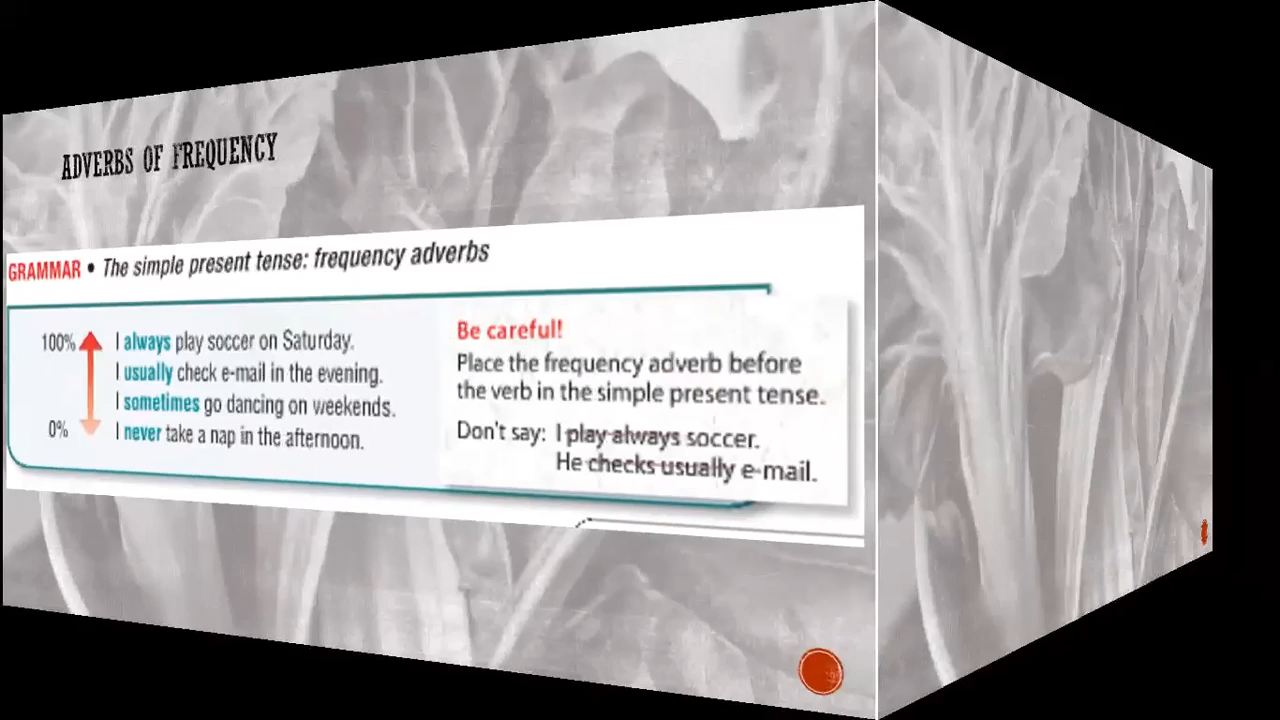 ADVERBS OF FREQUENCY
GRAMMAR • The simple present tense: frequency adverbs
100%
0%
I always play soccer on Saturday.
I usually check e-mail in the evening.
I sometimes go dancing on weekends.
I never take a nap in the afternoon.
Be careful!
Place the frequency adverb before
the verb in the simple present tense.
Don't say: I play always soccer.
He checks usually e-mail.